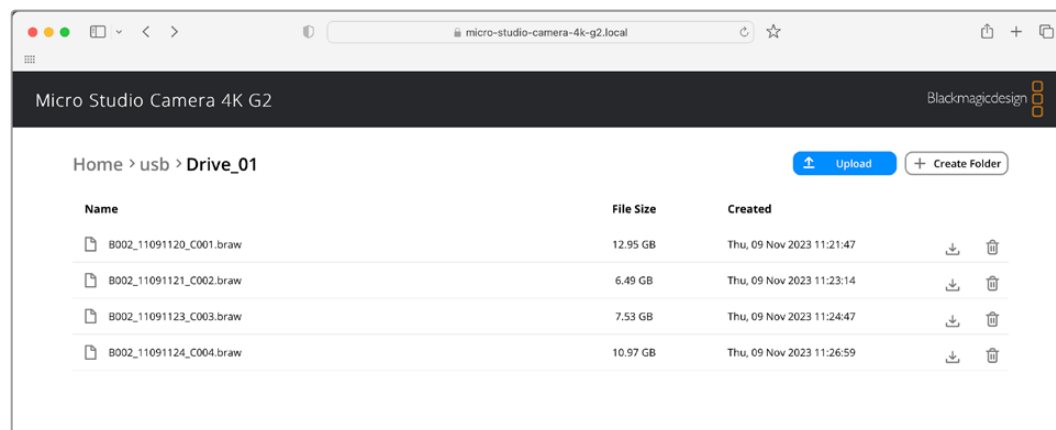 micro-studio-camera-4k-g2.local
Micro Studio Camera 4K G2
Blackmagicdesign
Home > usb > Drive_01
Upload
+ Create Folder
Name File Size Created
B002_11091120_C001.braw 12.95 GB Thu, 09 Nov 2023 11:21:47
B002_11091121_C002.braw 6.49 GB Thu, 09 Nov 2023 11:23:14
B002_11091123_C003.braw 7.53 GB Thu, 09 Nov 2023 11:24:47
B002_11091124_C004.braw 10.97 GB Thu, 09 Nov 2023 11:26:59